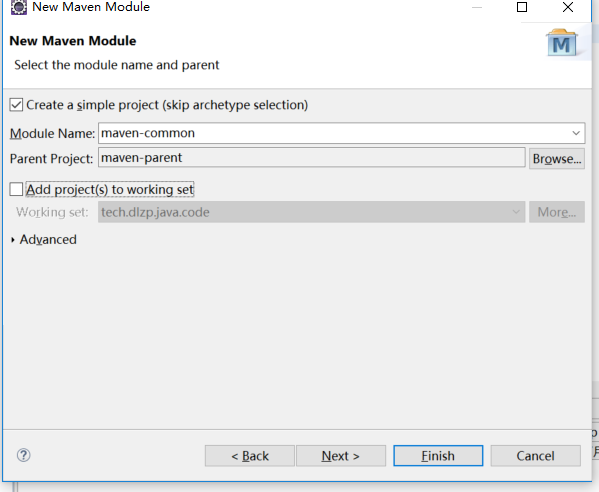 New Maven Module
New Maven Module
Select the module name and parent
M
Create a simple project (skip archetype selection)
Module Name: maven-common
Parent Project: maven-parent Browse...
Add project(s) to working set
Working set: tech.dlzp.java.code More...
Advanced
? < Back Next > Finish Cancel